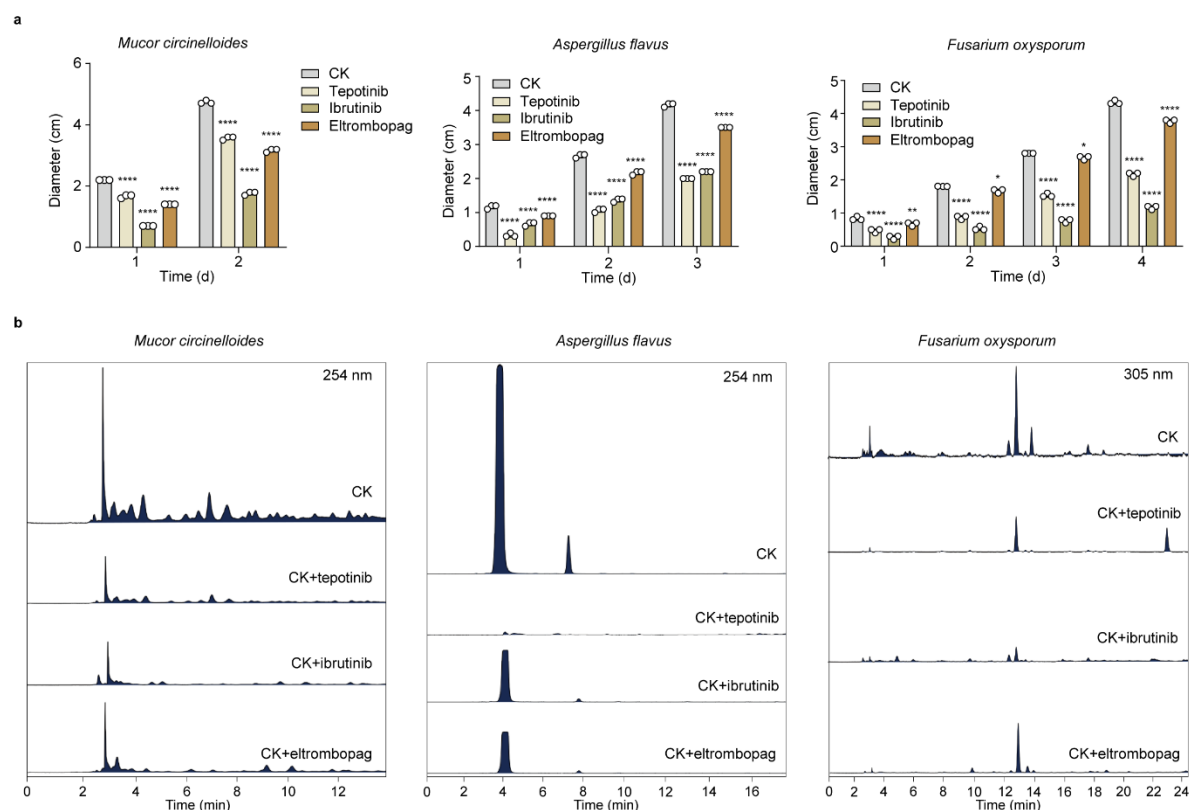 a
Mucor circinelloides
Diameter (cm)
6
4
2
0
CK
Tepotinib
Ibrutinib
Eltrombopag
****
****
****
****
****
****
1
2
Time (d)
Aspergillus flavus
Diameter (cm)
5
4
3
2
1
0
CK
Tepotinib
Ibrutinib
Eltrombopag
****
****
****
****
****
****
****
****
****
1
2
3
Time (d)
Fusarium oxysporum
Diameter (cm)
5
4
3
2
1
0
CK
Tepotinib
Ibrutinib
Eltrombopag
****
****
**
****
****
*
****
****
*
****
****
****
1
2
3
4
Time (d)
b
Mucor circinelloides
254 nm
CK
CK+tepotinib
CK+ibrutinib
CK+eltrombopag
0 2 4 6 8 10 12
Time (min)
Aspergillus flavus
254 nm
CK
CK+tepotinib
CK+ibrutinib
CK+eltrombopag
0 2 4 6 8 10 12 14 16
Time (min)
Fusarium oxysporum
305 nm
CK
CK+tepotinib
CK+ibrutinib
CK+eltrombopag
0 2 4 6 8 10 12 14 16 18 20 22 24
Time (min)